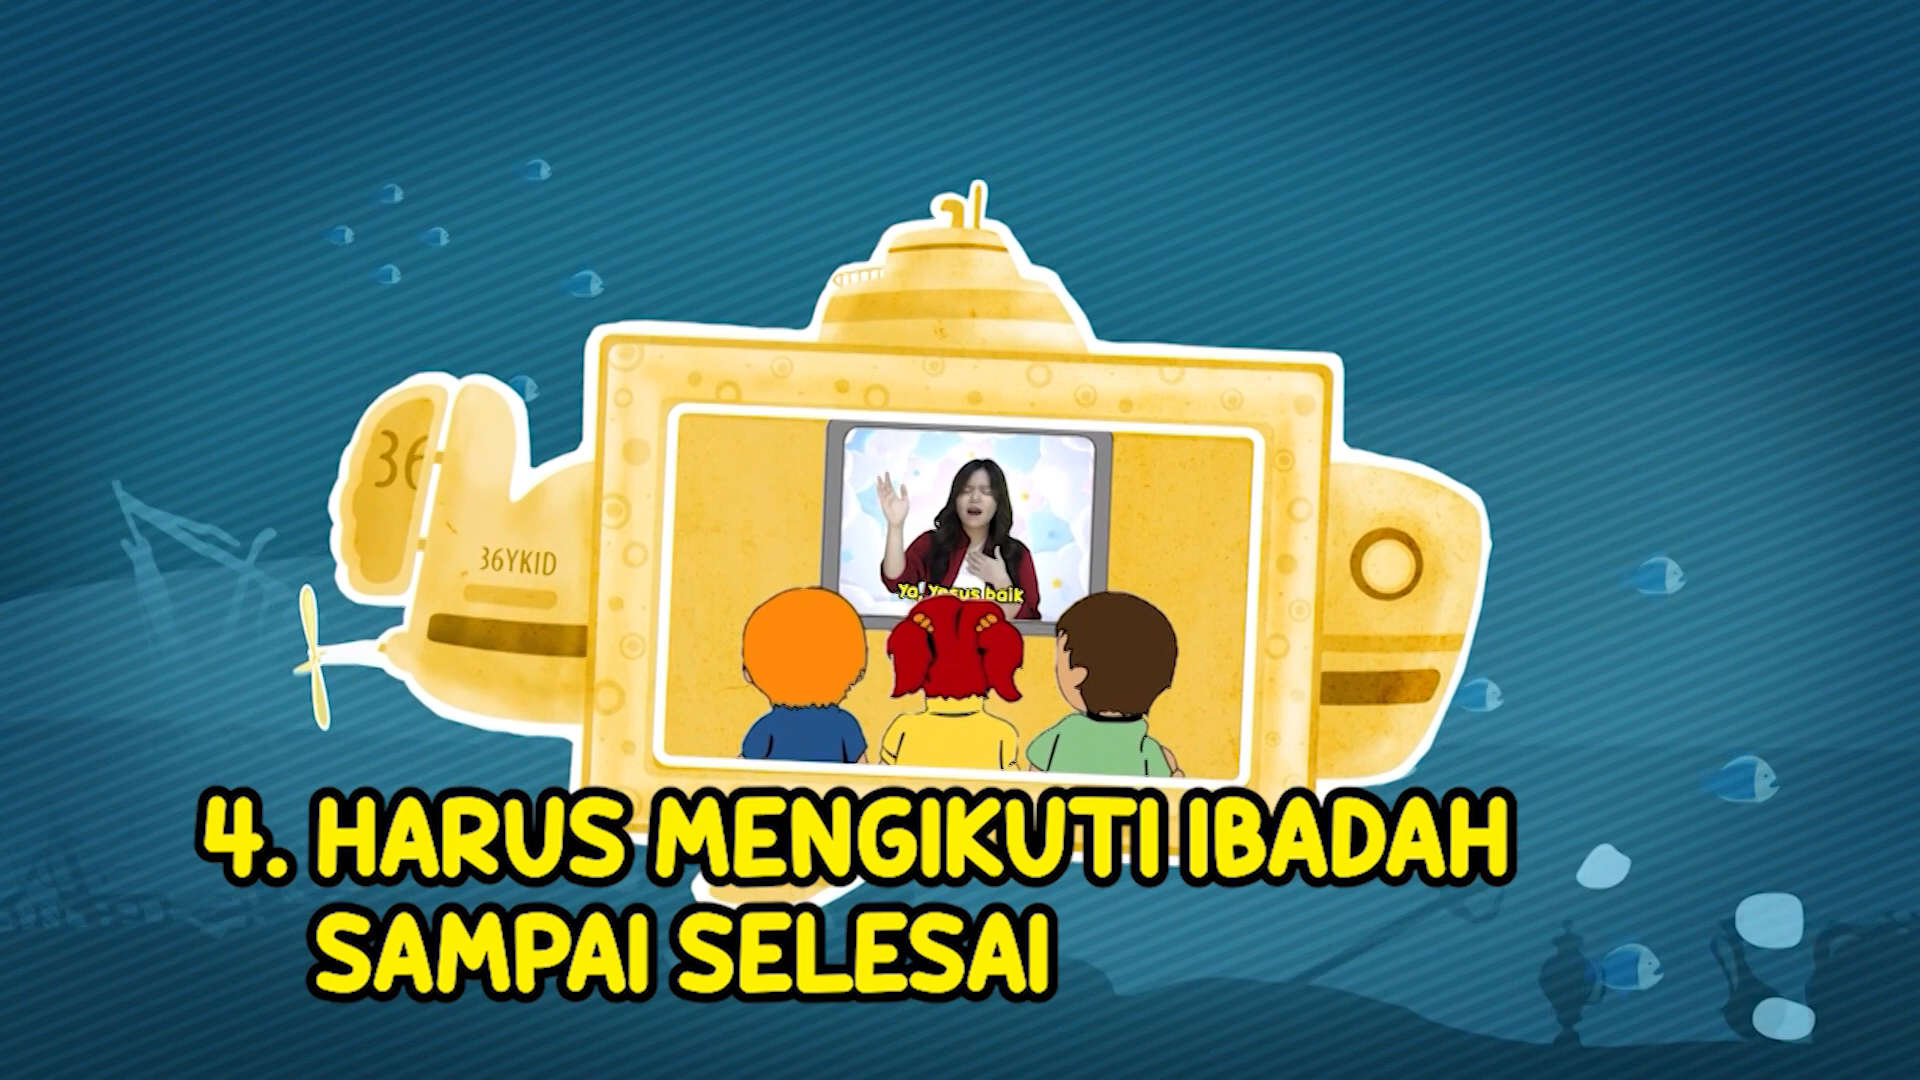 36
36YKID
Ya, Yesus baik
4. HARUS MENGIKUTI IBADAH
SAMPAI SELESAI